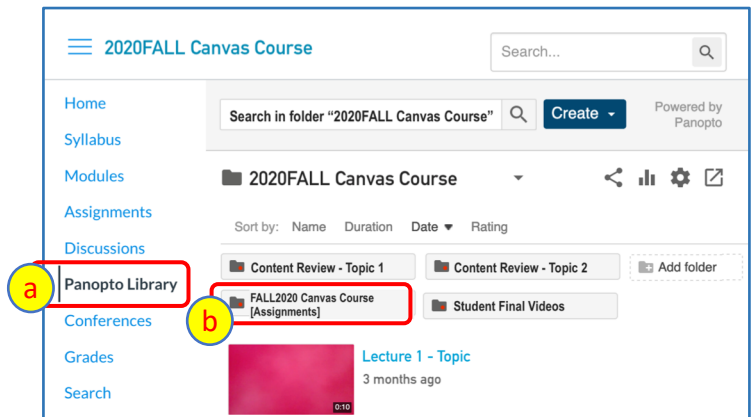 2020FALL Canvas Course
Search...
Home
Syllabus
Modules
Assignments
Discussions
Panopto Library
Conferences
Grades
Search
a
Search in folder “2020FALL Canvas Course”
Create
Powered by
Panopto
2020FALL Canvas Course
Sort by: Name Duration Date Rating
Content Review - Topic 1
Content Review - Topic 2
Add folder
b
FALL2020 Canvas Course
[Assignments]
Student Final Videos
0:10
Lecture 1 - Topic
3 months ago